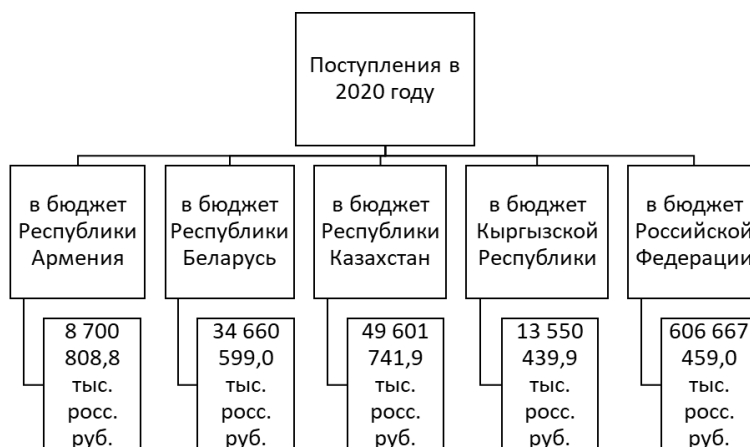 Поступления в
2020 году
в бюджет
Республики
Армения
в бюджет
Республики
Беларусь
в бюджет
Республики
Казахстан
в бюджет
Кыргызской
Республики
в бюджет
Российской
Федерации
8 700
808,8
тыс.
росс.
руб.
34 660
599,0
тыс.
росс.
руб.
49 601
741,9
тыс.
росс.
руб.
13 550
439,9
тыс.
росс.
руб.
606 667
459,0
тыс.
росс.
руб.